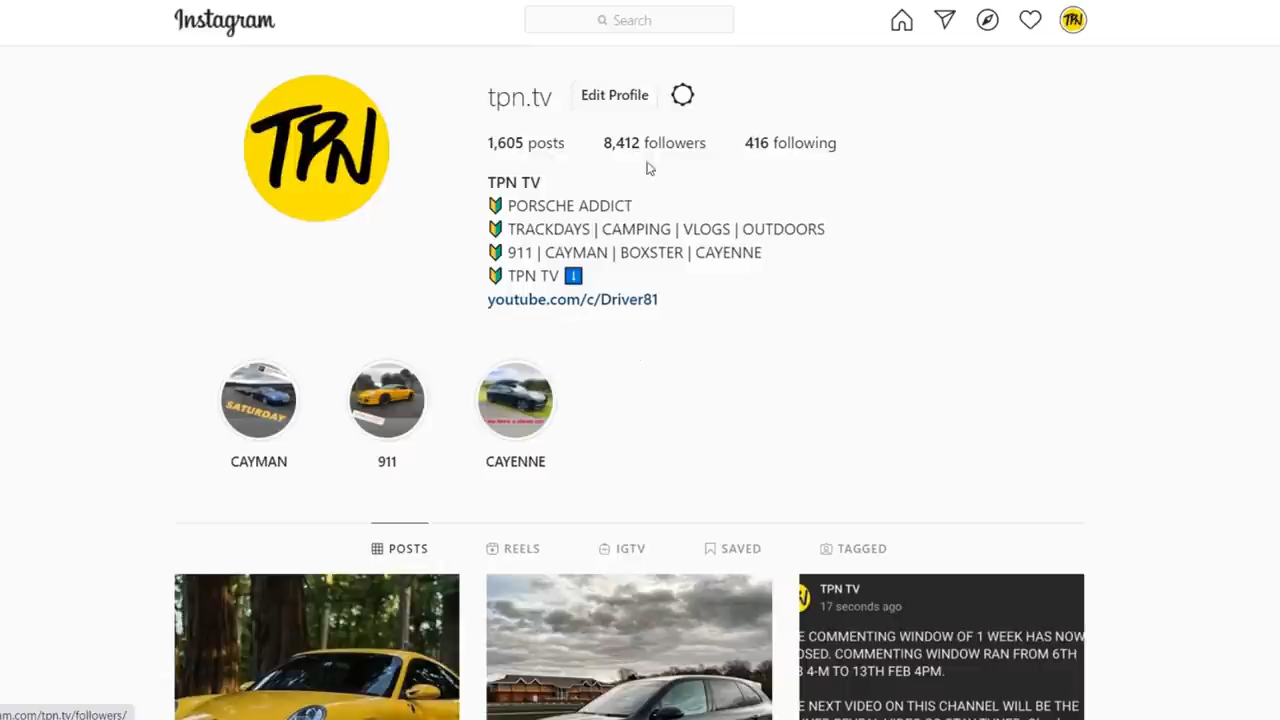 Instagram
Search
TPN
TPN
tpn.tv Edit Profile
1,605 posts 8,412 followers 416 following
TPN TV
PORSCHE ADDICT
TRACKDAYS | CAMPING | VLOGS | OUTDOORS
911 | CAYMAN | BOXSTER | CAYENNE
TPN TV
youtube.com/c/Driver81
SATURDAY
CAYMAN 911 CAYENNE
POSTS REELS IGTV SAVED TAGGED
TPN TV
17 seconds ago
E COMMENTING WINDOW OF 1 WEEK HAS NOW
OSED. COMMENTING WINDOW RAN FROM 6TH
B 4-M TO 13TH FEB 4PM.
E NEXT VIDEO ON THIS CHANNEL WILL BE THE
am.com/tpn.tv/followers/